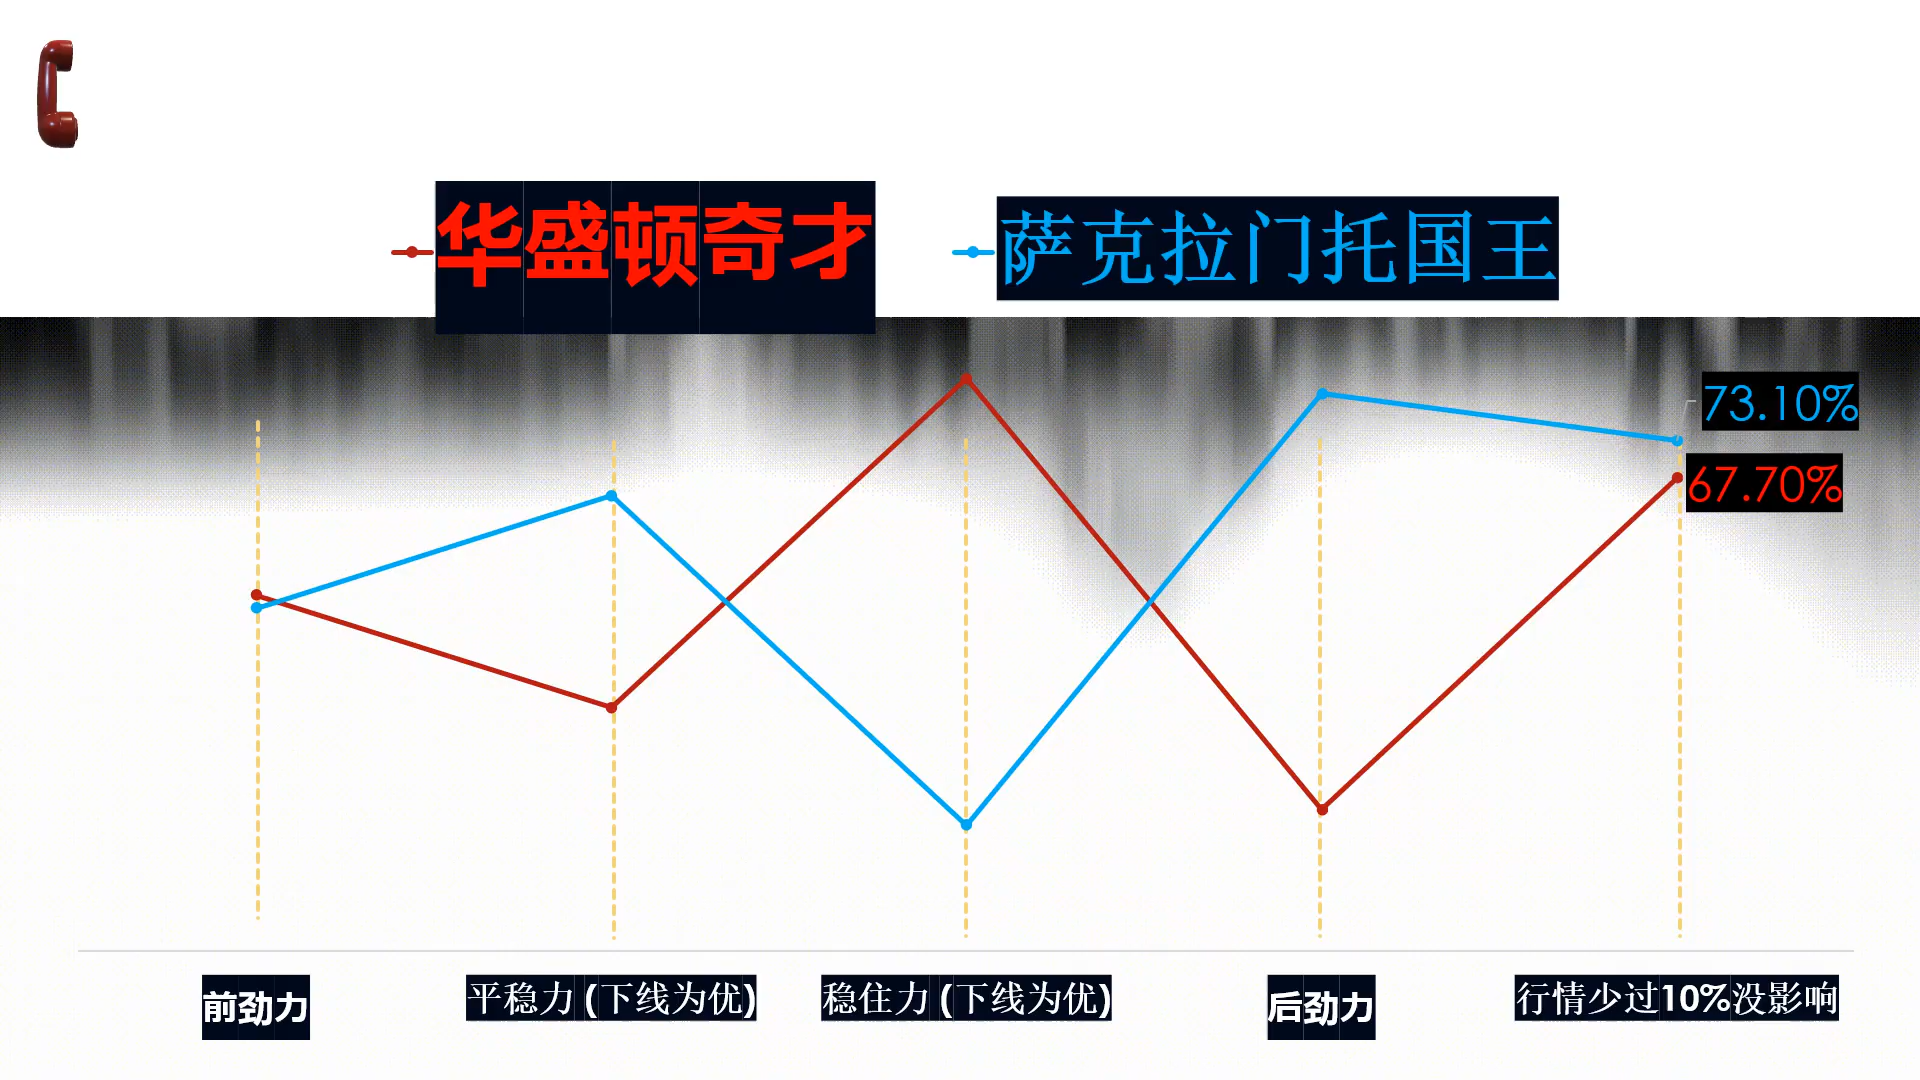 华盛顿奇才
萨克拉门托国王
73.10%
67.70%
前劲力
平稳力 (下线为优)
稳住力 (下线为优)
后劲力
行情少过10%没影响